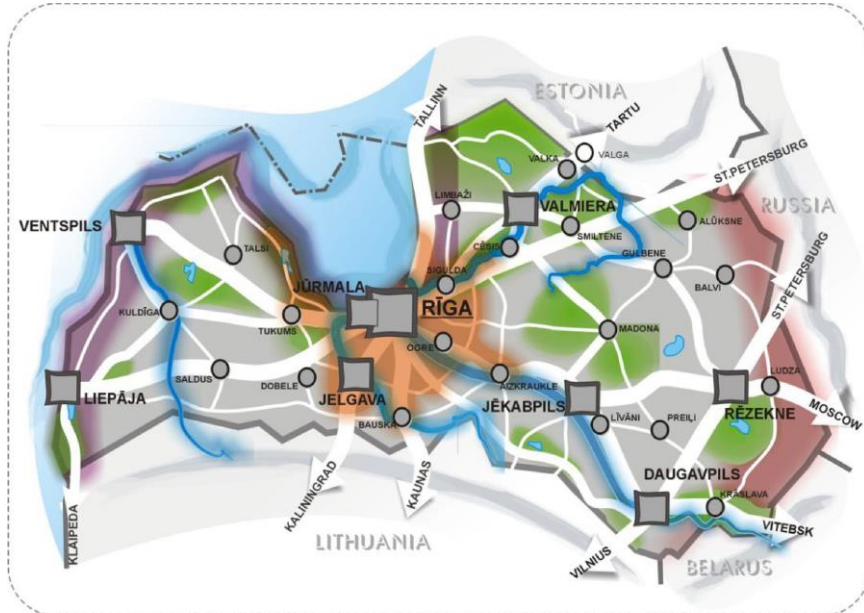 ESTONIA
TALLINN
TARTU
VALKA
VALGA
ST.PETERSBURG
RUSSIA
LIMBAŽI
VALMIERA
VENTSPILS
SMILTENE
ALŪKSNE
TALSI
CĒSIS
GULBENE
SIGULDA
BALVI
ST.PETERSBURG
JŪRMALA
RĪGA
KULDĪGA
TUKUMS
OGRE
MADONA
SALDUS
DOBELE
AIZKRAUKLE
LUDZA
LIEPĀJA
JELGAVA
JĒKABPILS
RĒZEKNE
MOSCOW
BAUSKA
LĪVĀNI
PREIĻI
DAUGAVPILS
KRĀSLAVA
KLAIPEDA
KALININGRAD
KAUNAS
LITHUANIA
VITEBSK
VILNIUS
BELARUS